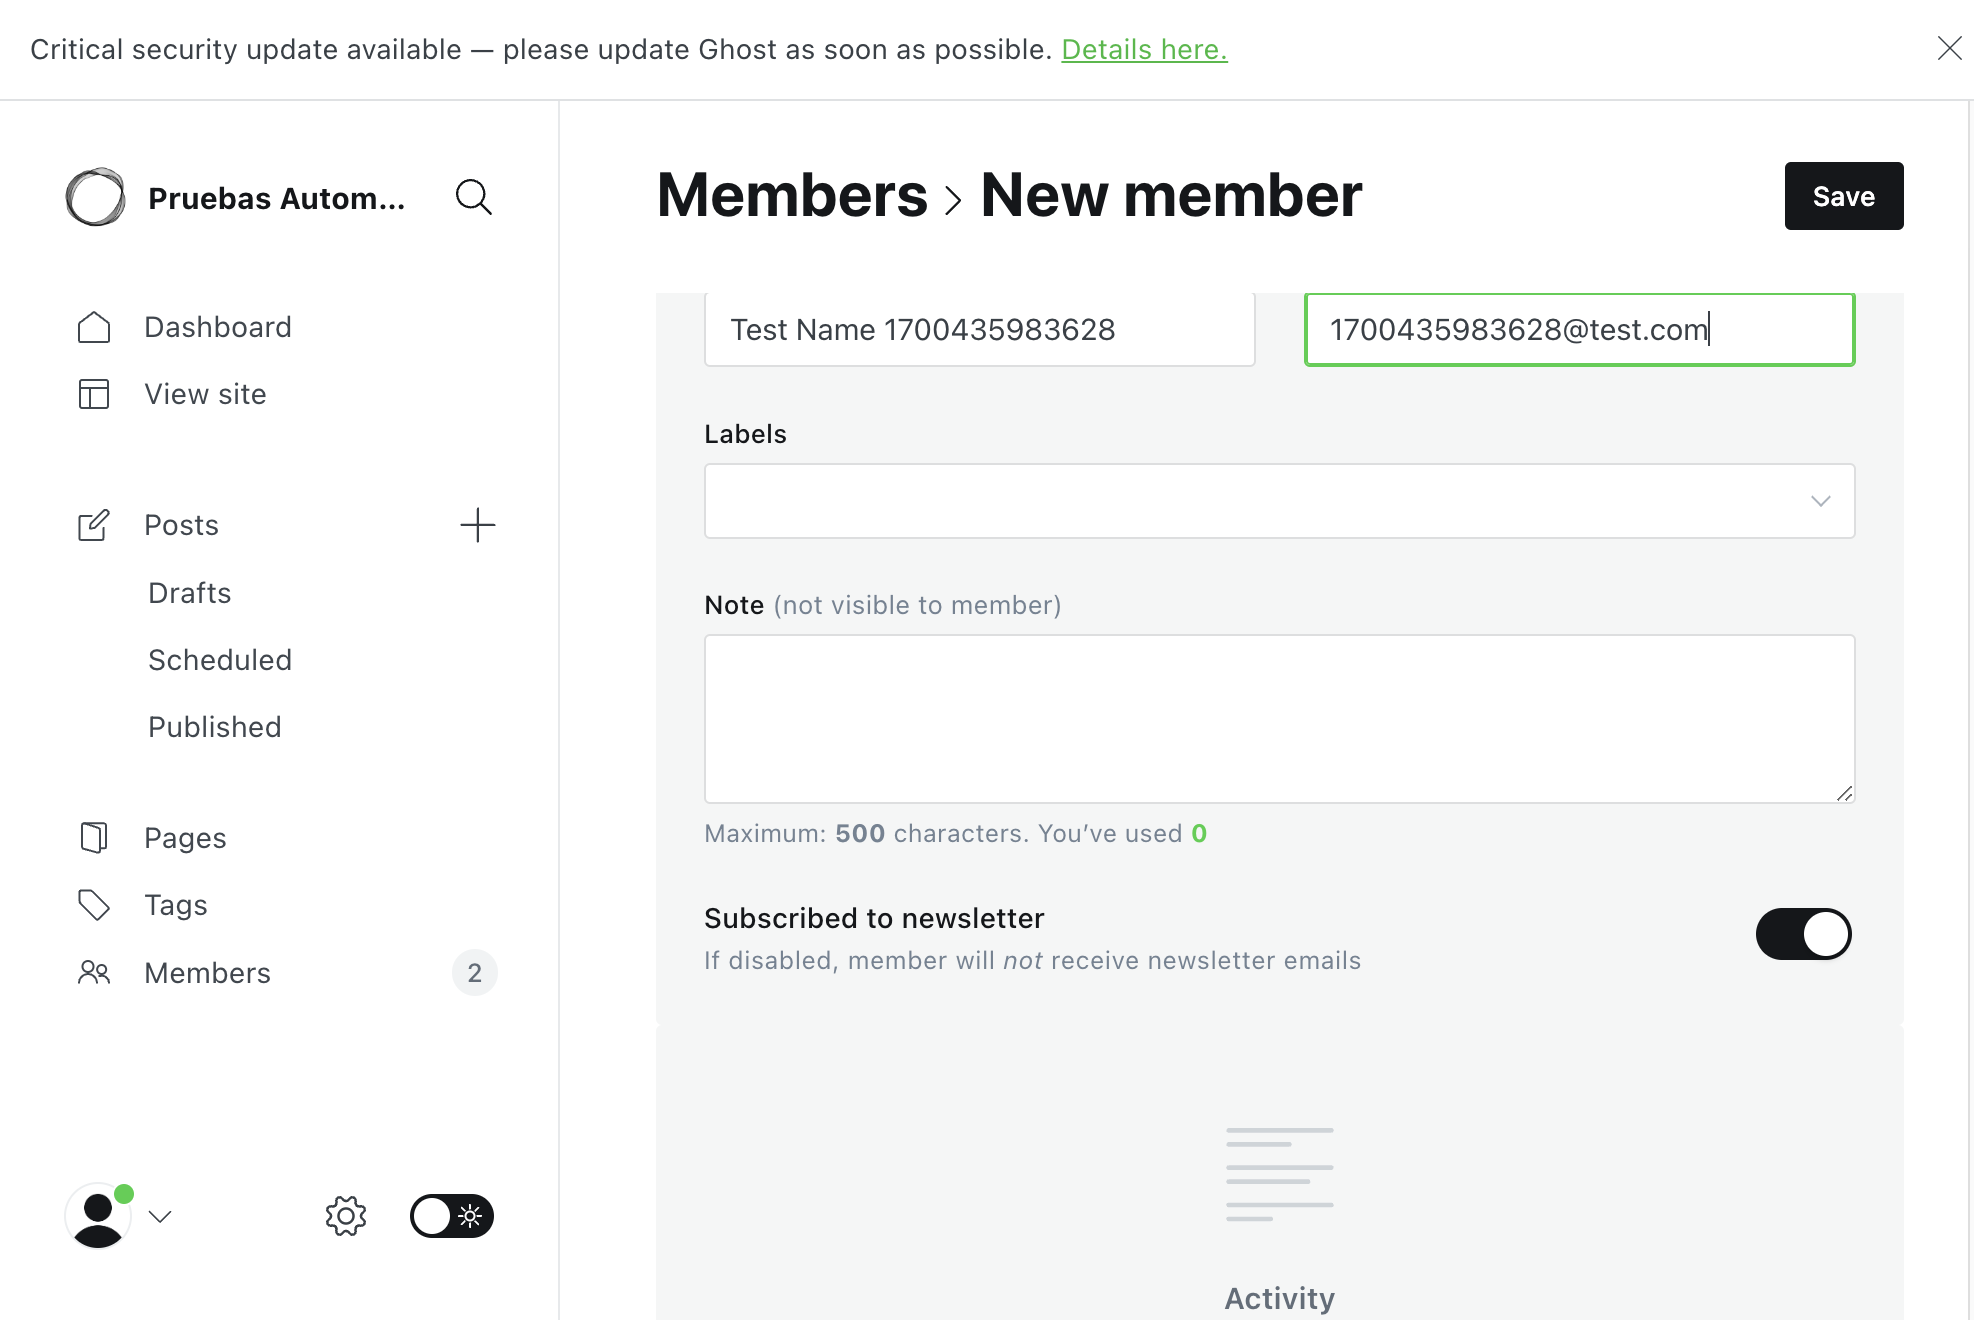 Critical security update available — please update Ghost as soon as possible. Details here.
Pruebas Autom...
Dashboard
View site
Posts
Drafts
Scheduled
Published
Pages
Tags
Members 2
Members › New member
Save
Test Name 1700435983628
1700435983628@test.com
Labels
Note (not visible to member)
Maximum: 500 characters. You’ve used 0
Subscribed to newsletter
If disabled, member will not receive newsletter emails
Activity